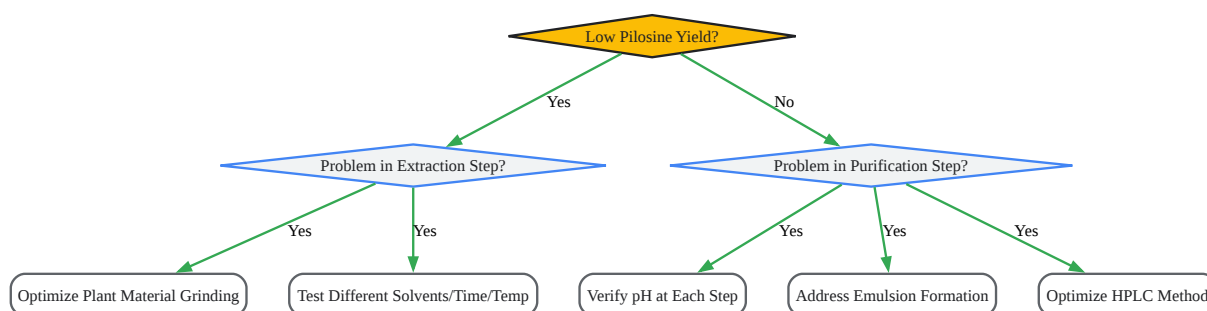 Low Pilosine Yield?
Yes
No
Problem in Extraction Step?
Problem in Purification Step?
Yes
Yes
Yes
Yes
Yes
Optimize Plant Material Grinding
Test Different Solvents/Time/Temp
Verify pH at Each Step
Address Emulsion Formation
Optimize HPLC Method